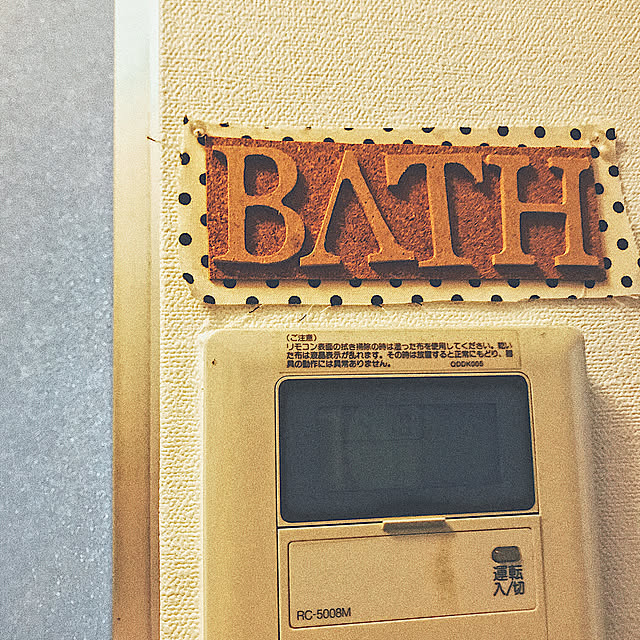 BATH
(ご注意)
リモコン表面の拭き掃除の時は湿った布を使用してください。乾い
た布は液晶表示が乱れます。その時は放置すると正常にもどり、器
具の動作には異常ありません。 QDDK005
運転
入/切
RC-5008M